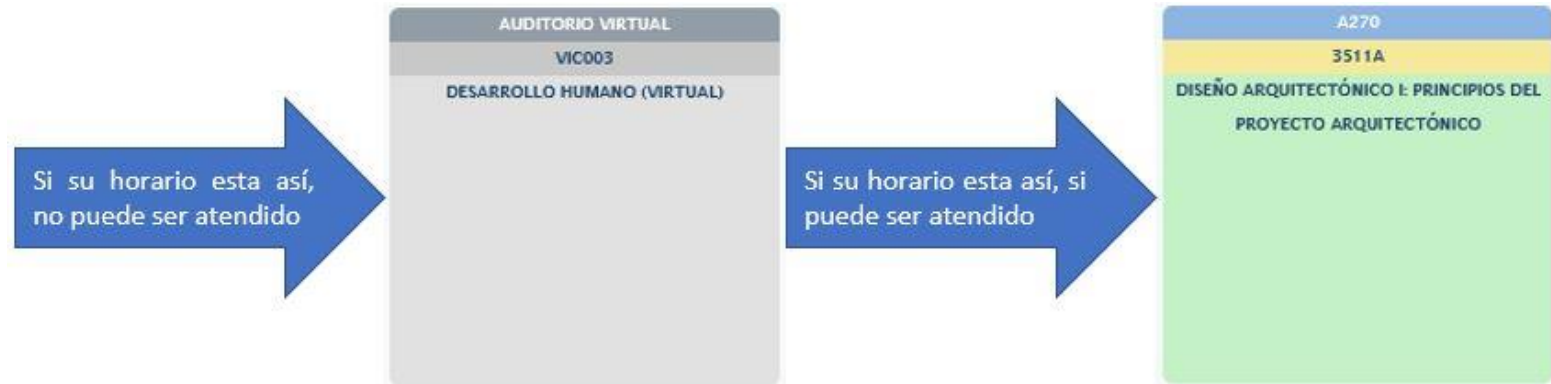 Si su horario esta así,
no puede ser atendido
AUDITORIO VIRTUAL
VIC003
DESARROLLO HUMANO (VIRTUAL)
Si su horario esta así, si
puede ser atendido
A270
3511A
DISEÑO ARQUITECTÓNICO I: PRINCIPIOS DEL
PROYECTO ARQUITECTÓNICO